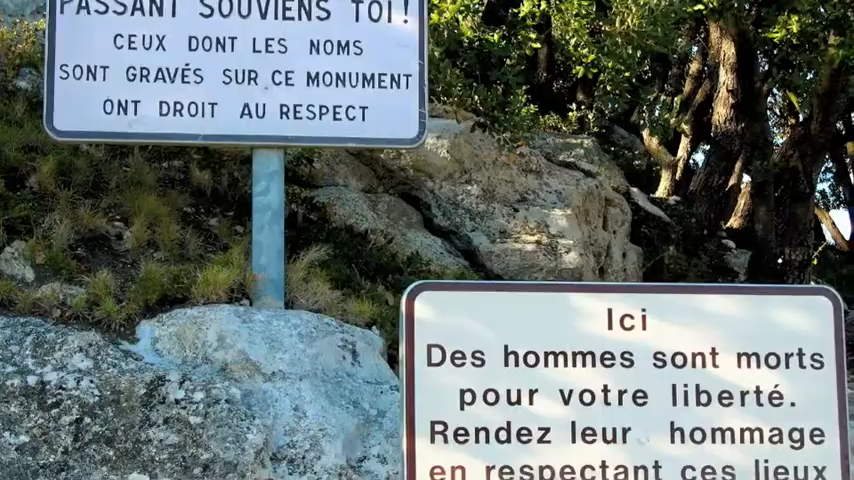 PASSANT SOUVIENS TOI!
CEUX DONT LES NOMS
SONT GRAVÉS SUR CE MONUMENT
ONT DROIT AU RESPECT
Ici
Des hommes sont morts
pour votre liberté.
Rendez leur hommage
en respectant ces lieux